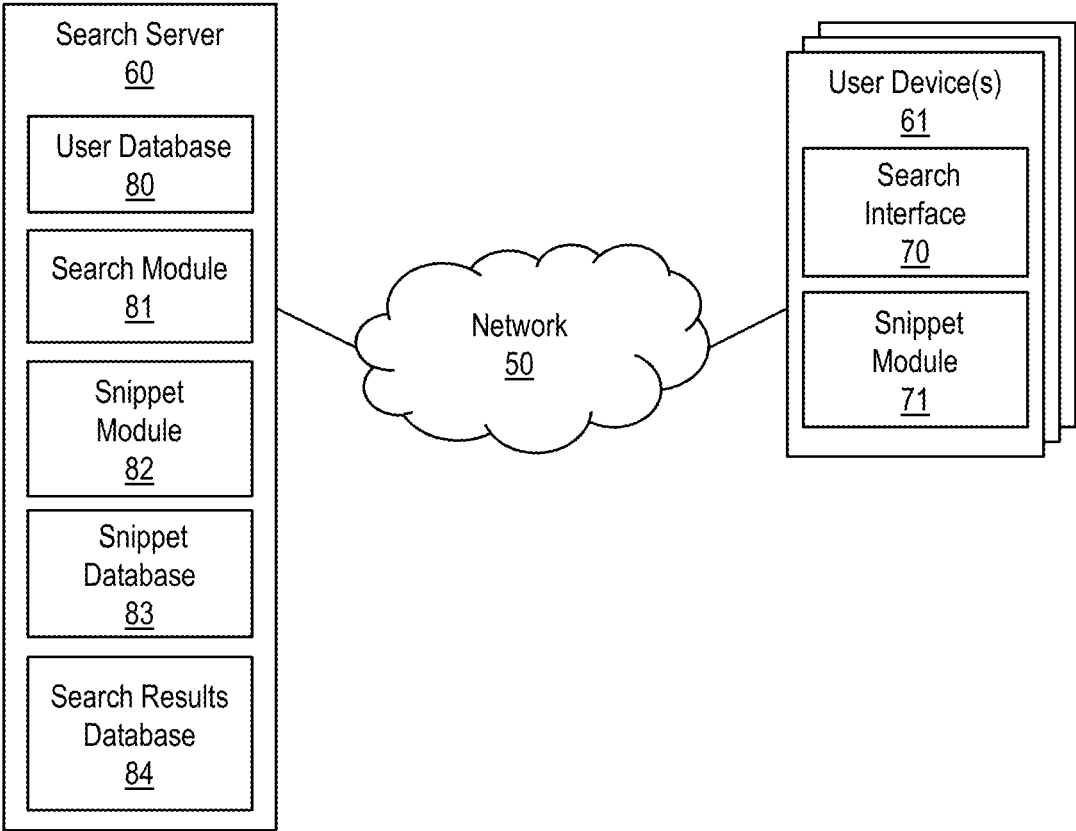 Search Server
60
User Database
80
Search Module
81
Snippet
Module
82
Snippet
Database
83
Search Results
Database
84
Network
50
User Device(s)
61
Search
Interface
70
Snippet
Module
71